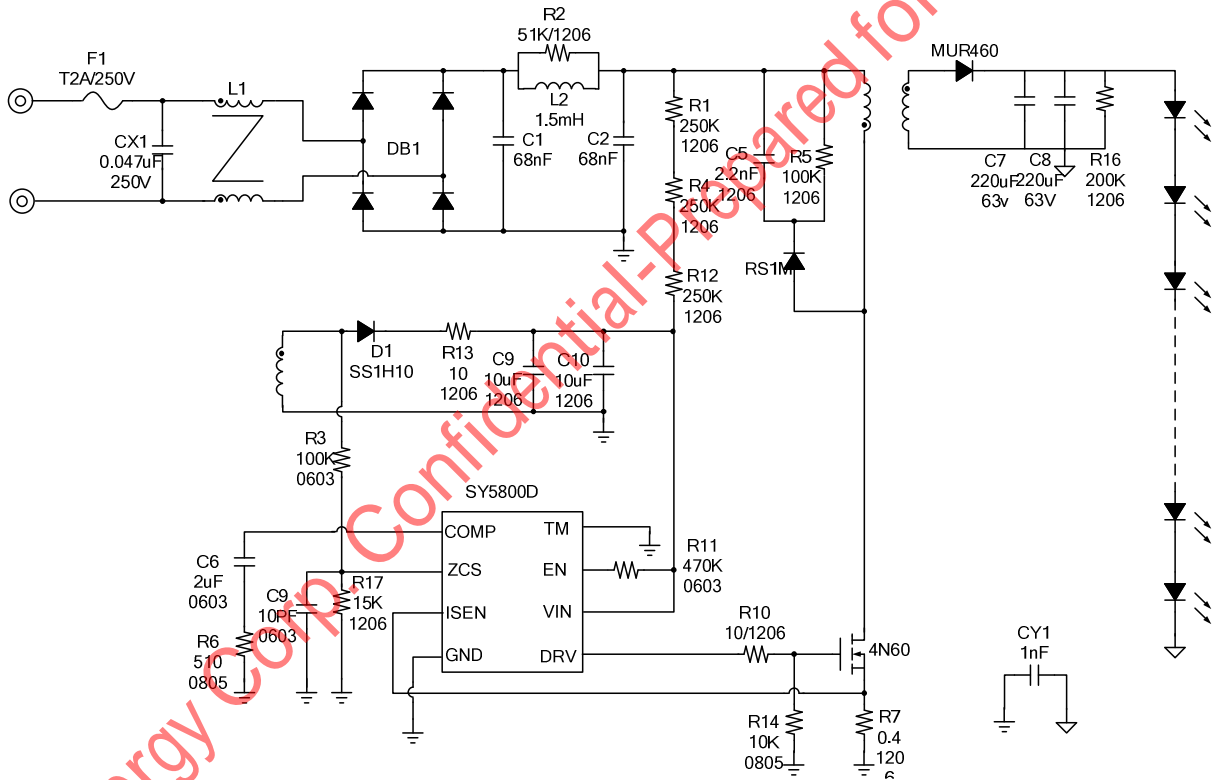 F1
T2A/250V
L1
CX1
0.047uF
250V
DB1
R2
51K/1206
L2
1.5mH
C1
68nF
C2
68nF
R1
250K
1206
R4
250K
1206
R12
250K
1206
C5
2.2nF
1206
R5
100K
1206
RS1M
MUR460
C7
220uF
63v
C8
220uF
63V
R16
200K
1206
D1
SS1H10
R13
10
1206
C9
10uF
1206
C10
10uF
1206
R3
100K
0603
SY5800D
COMP
ZCS
ISEN
GND
TM
EN
VIN
DRV
R11
470K
0603
C6
2uF
0603
R6
510
0805
C9
10PF
0603
R17
15K
1206
R10
10/1206
4N60
R14
10K
0805
R7
0.4
120
6
CY1
1nF
ergy Corp. Confidential-Prepared for